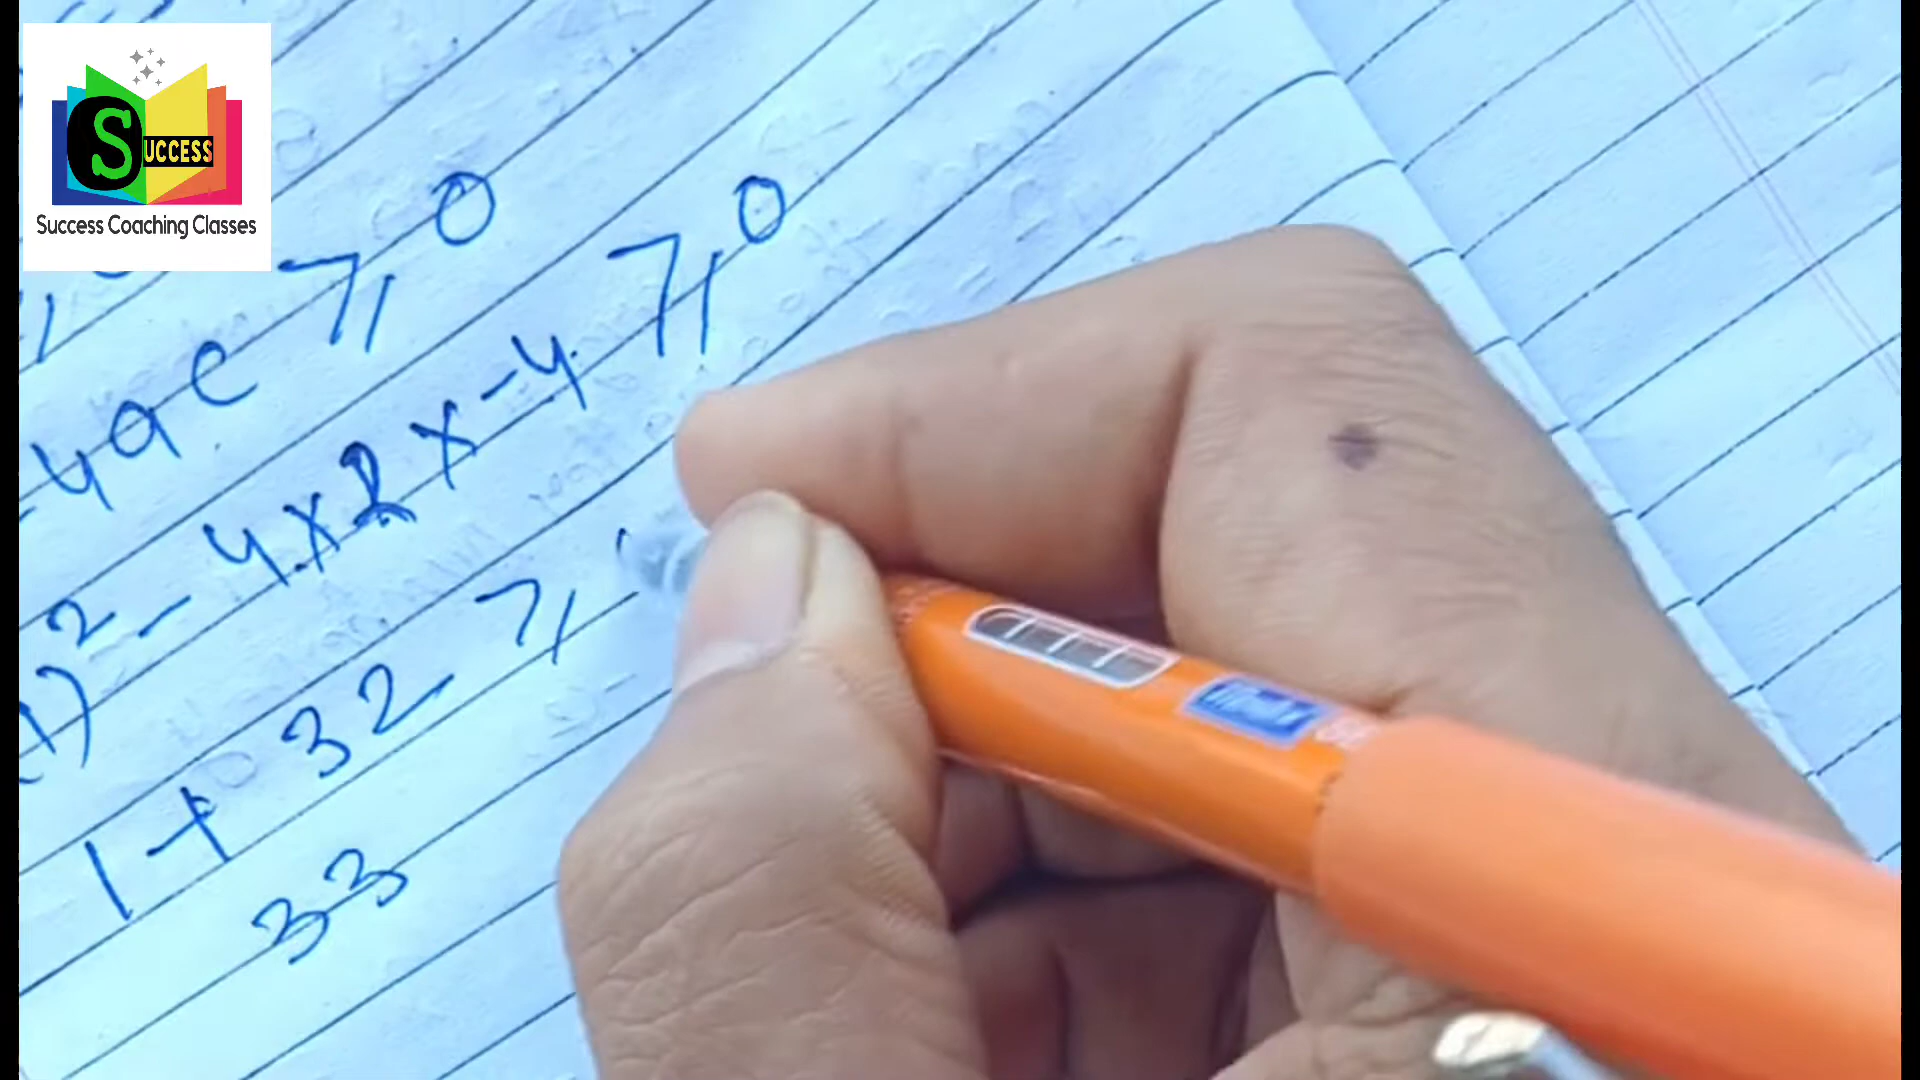 SUCCESS
Success Coaching Classes
4ac ⩾ 0
)² - 4×2×-4 ⩾ 0
1 + 32 ⩾
33